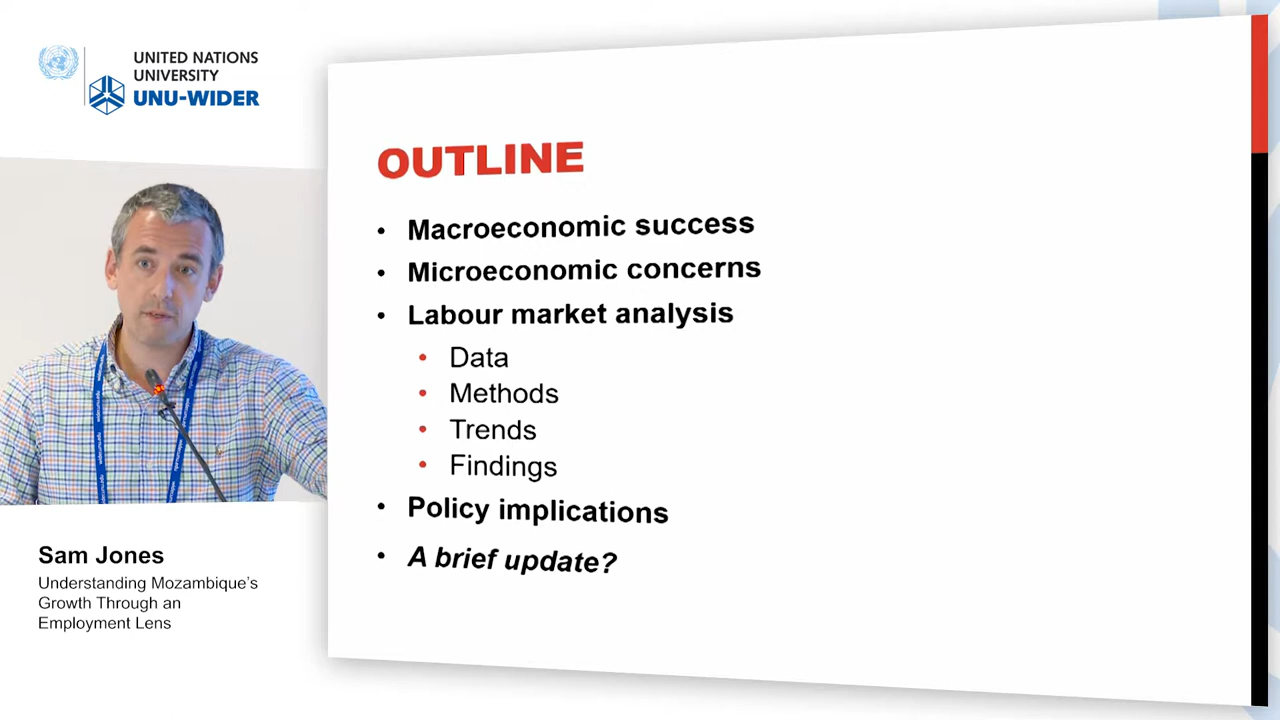 UNITED NATIONS
UNIVERSITY
UNU-WIDER
OUTLINE
• Macroeconomic success
• Microeconomic concerns
• Labour market analysis
• Data
• Methods
• Trends
• Findings
• Policy implications
• A brief update?
Sam Jones
Understanding Mozambique's
Growth Through an
Employment Lens